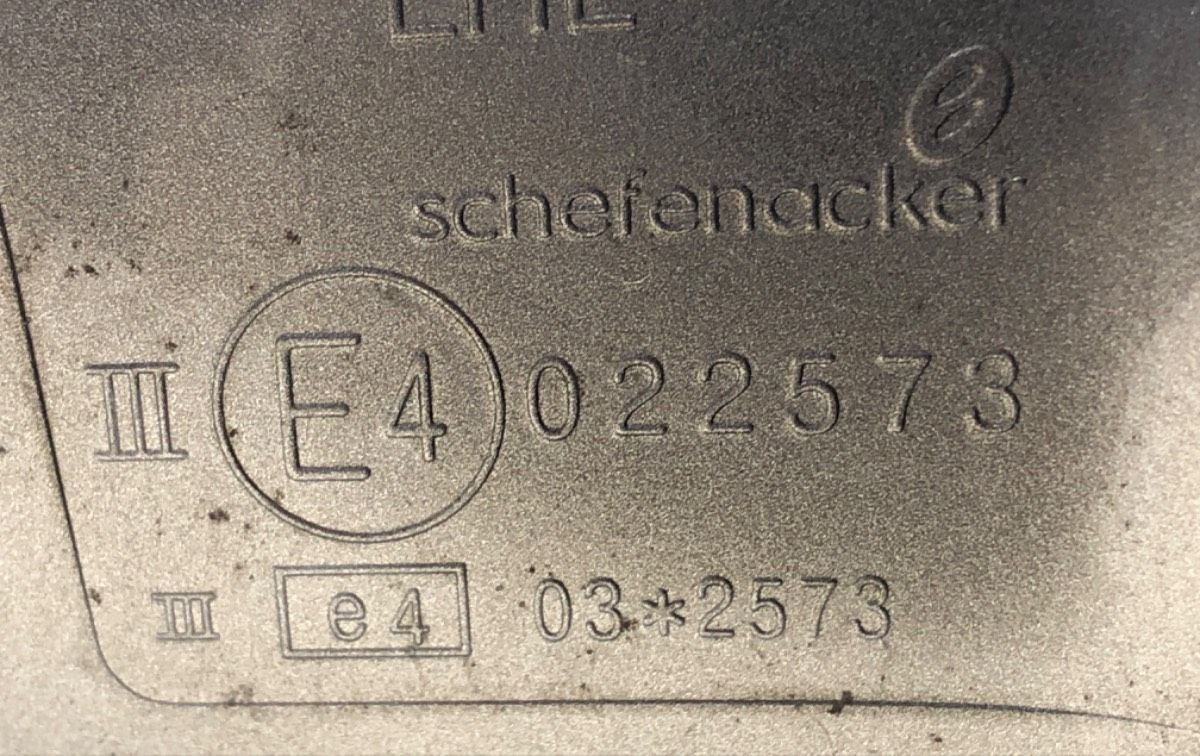 schefenacker
III E4 022573
III e4 03*2573